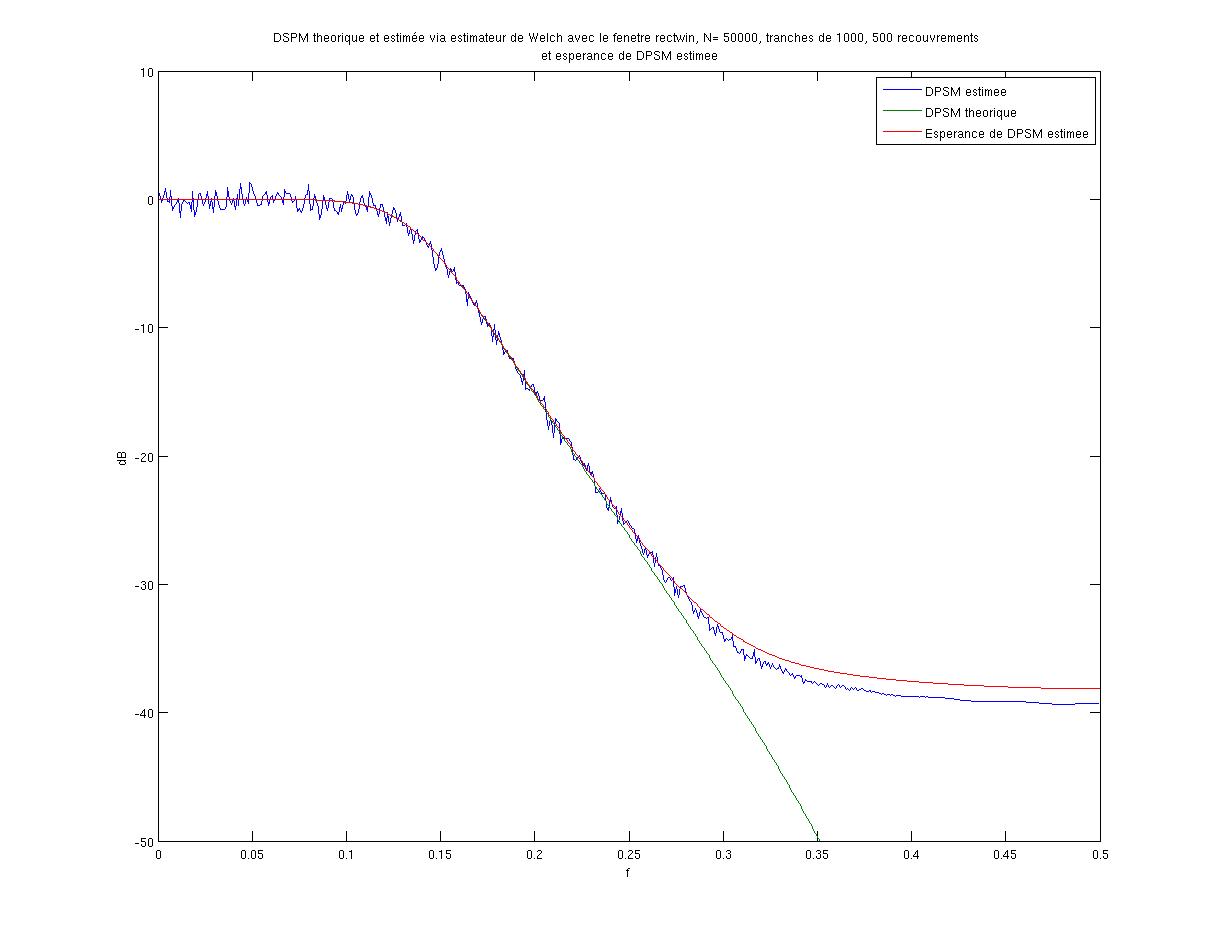 DSPM theorique et estimée via estimateur de Welch avec le fenetre rectwin, N= 50000, tranches de 1000, 500 recouvrements
et esperance de DPSM estimee
DPSM estimee
DPSM theorique
Esperance de DPSM estimee
10
0
-10
-20
-30
-40
-50
dB
0
0.05
0.1
0.15
0.2
0.25
0.3
0.35
0.4
0.45
0.5
f